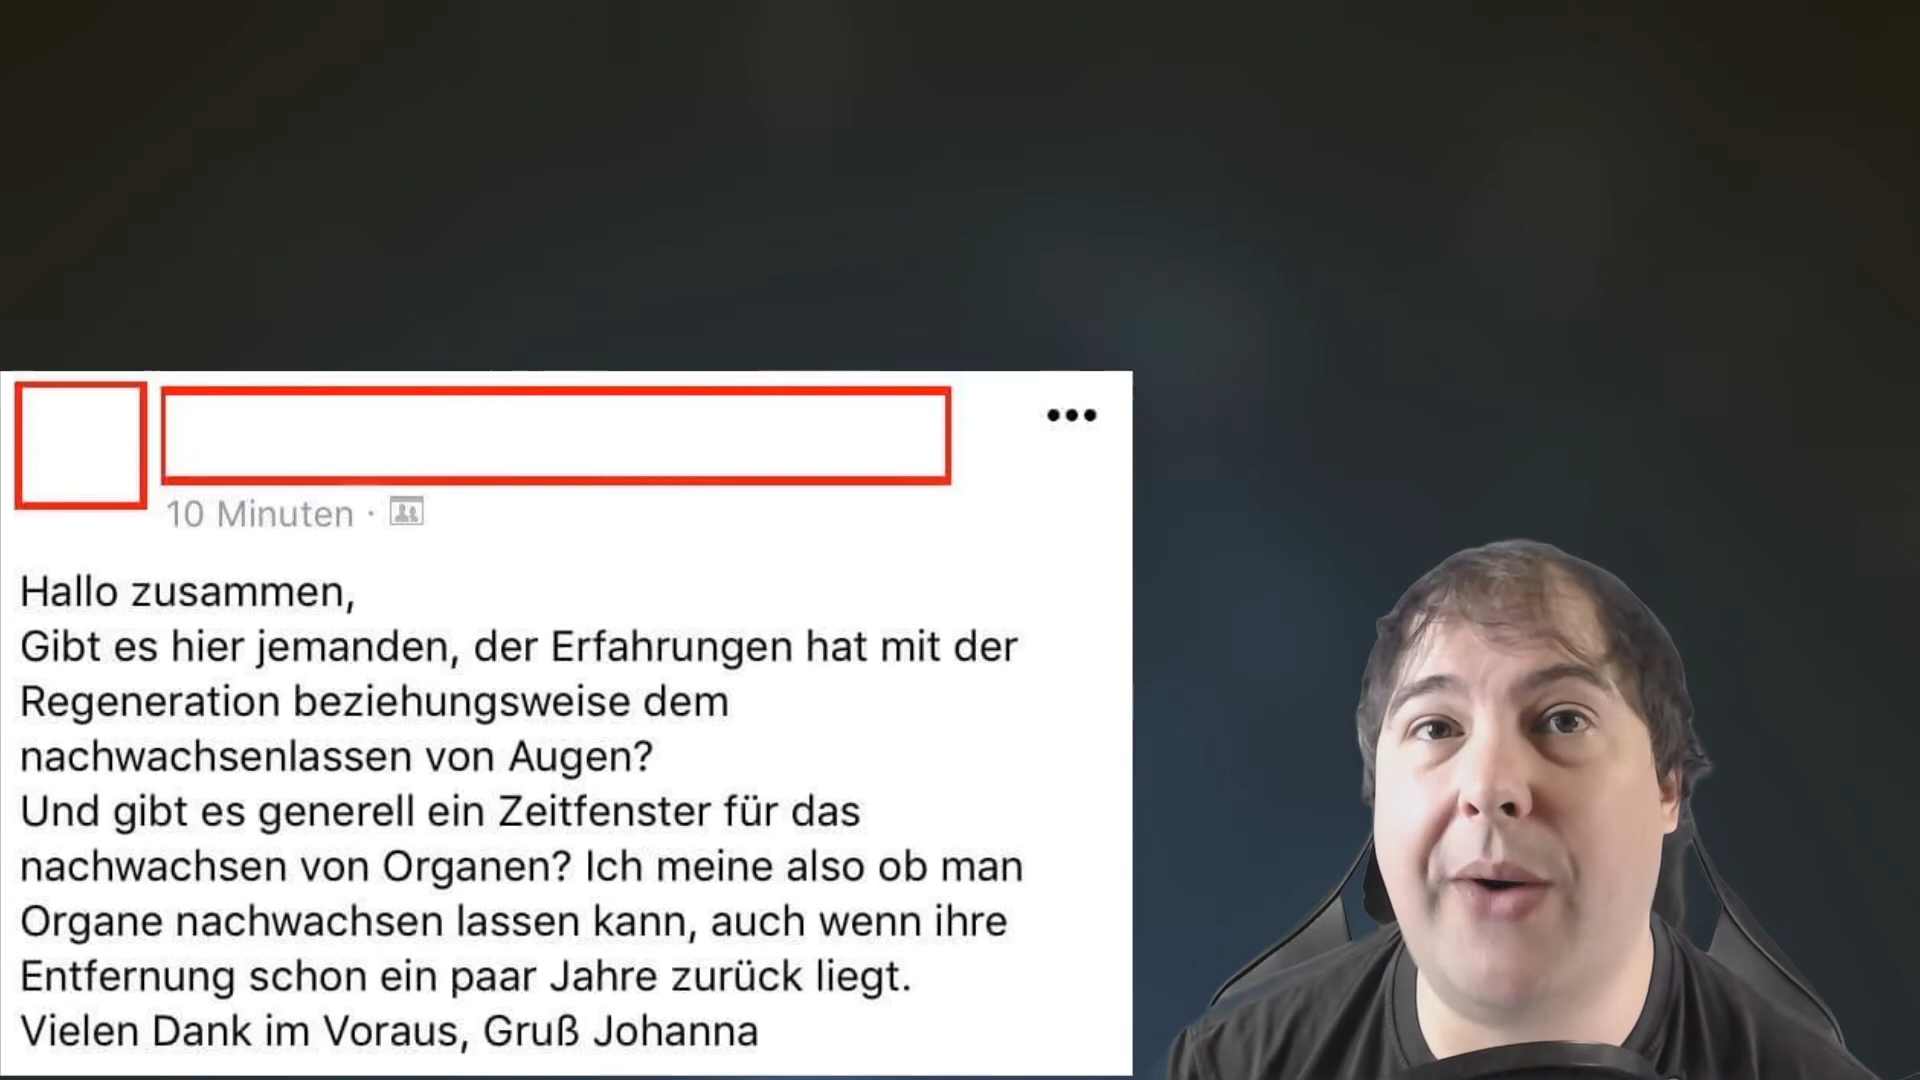 10 Minuten ·
Hallo zusammen,
Gibt es hier jemanden, der Erfahrungen hat mit der
Regeneration beziehungsweise dem
nachwachsenlassen von Augen?
Und gibt es generell ein Zeitfenster für das
nachwachsen von Organen? Ich meine also ob man
Organe nachwachsen lassen kann, auch wenn ihre
Entfernung schon ein paar Jahre zurück liegt.
Vielen Dank im Voraus, Gruß Johanna